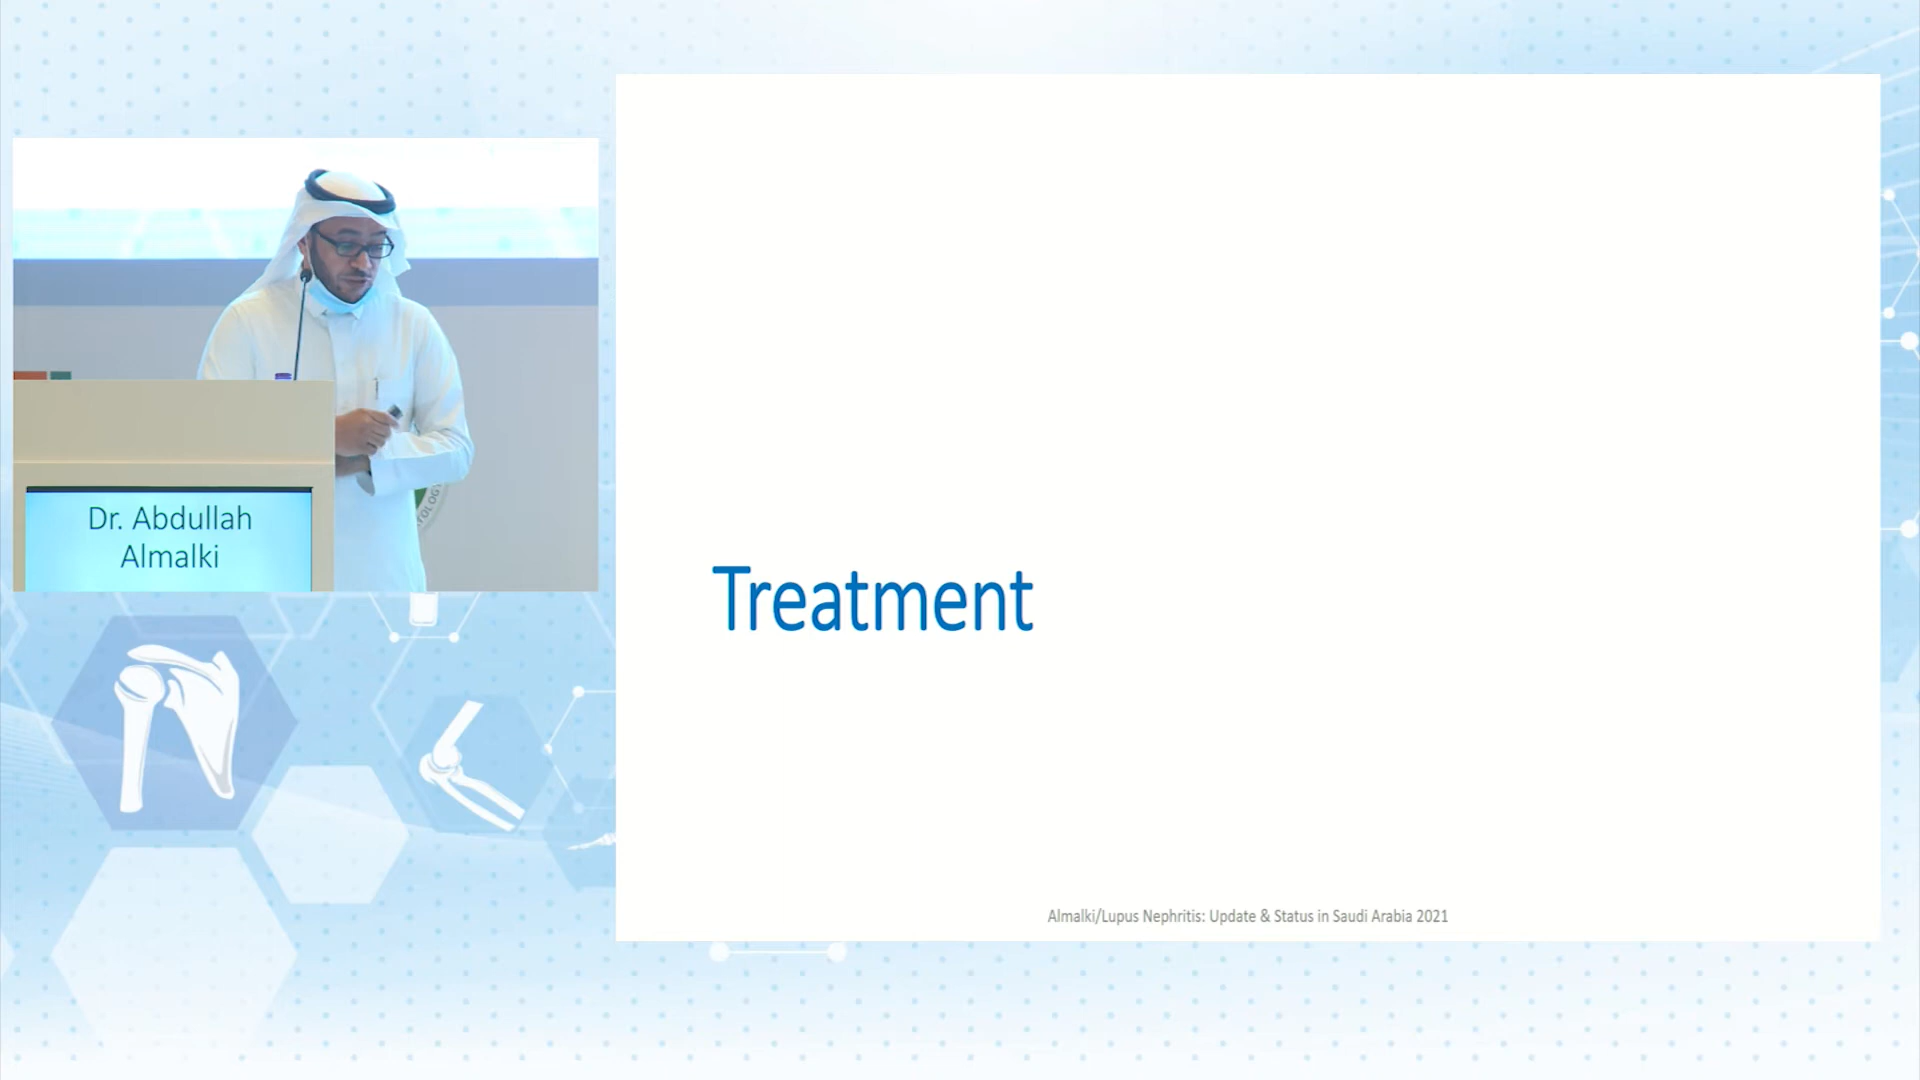 Dr. Abdullah
Almalki
Treatment
Almalki/Lupus Nephritis: Update & Status in Saudi Arabia 2021